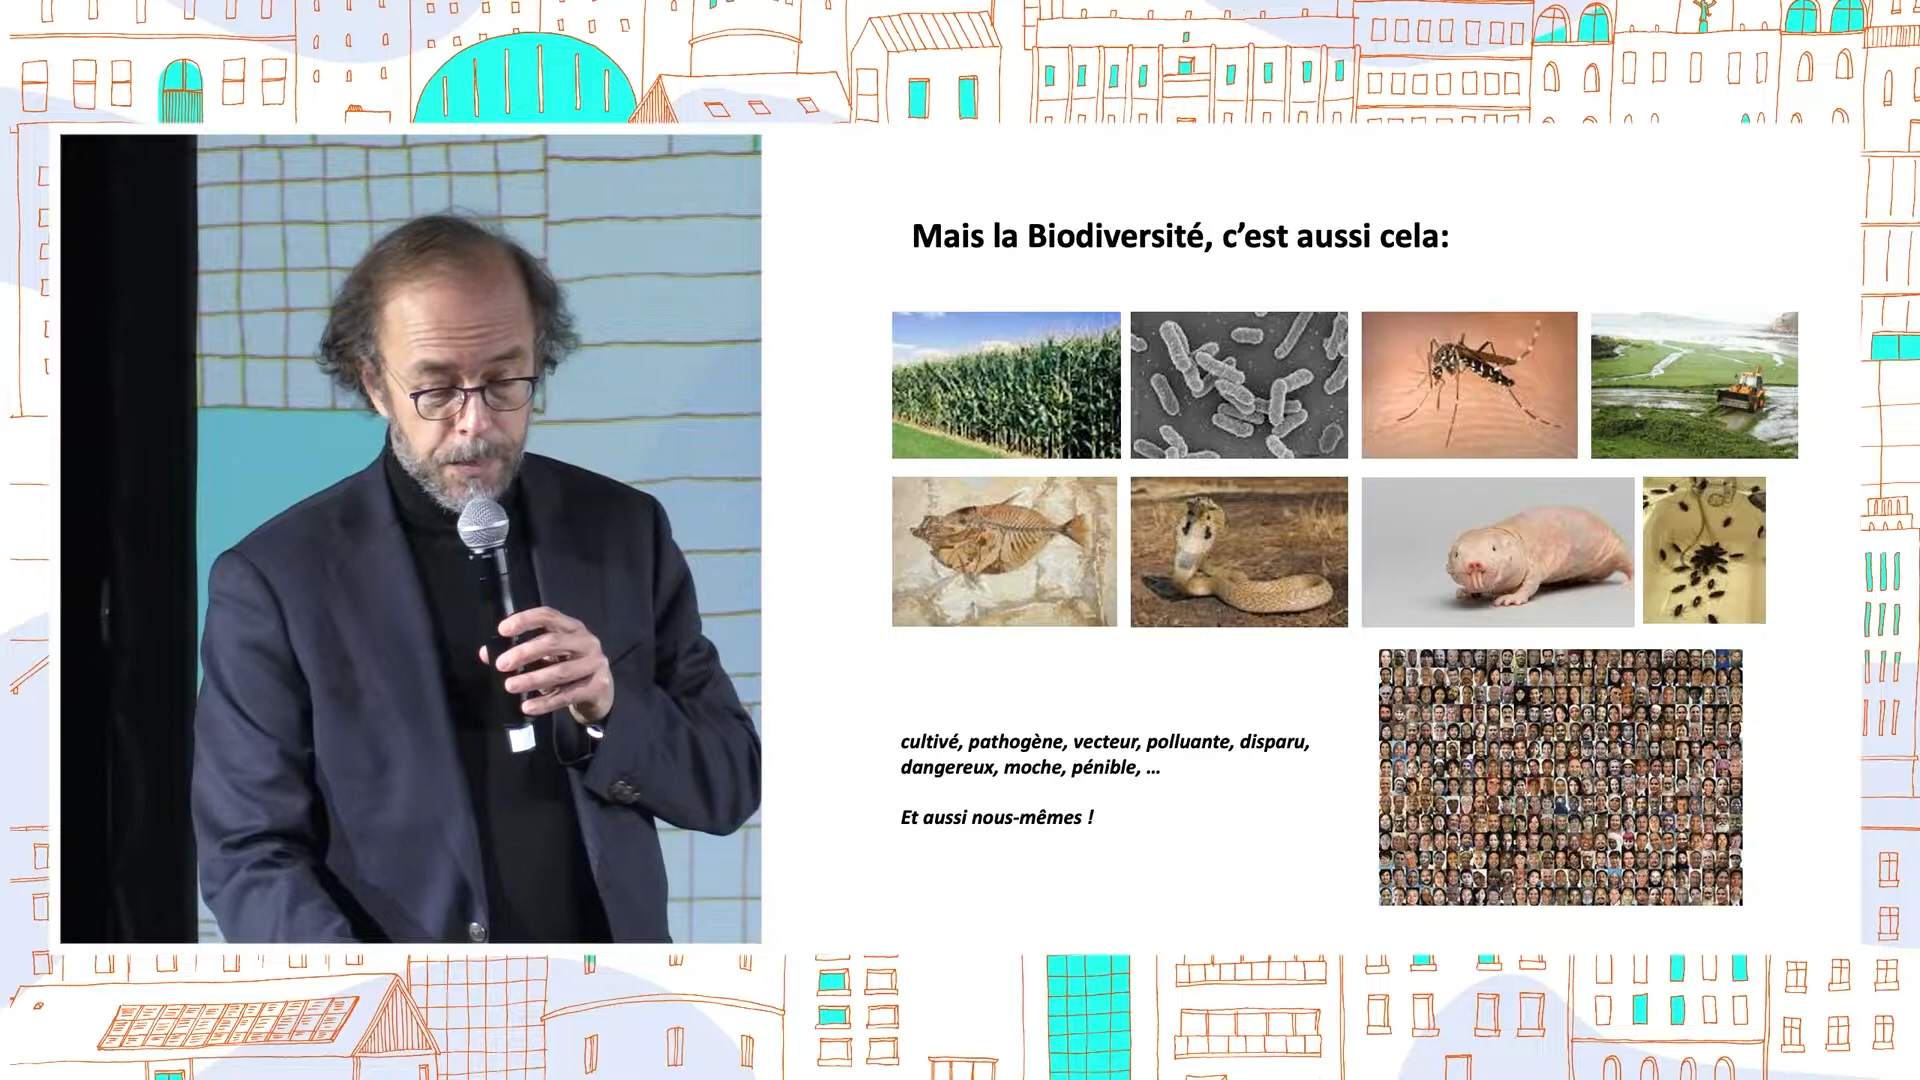 Mais la Biodiversité, c’est aussi cela:
cultivé, pathogène, vecteur, polluante, disparu,
dangereux, moche, pénible, ...
Et aussi nous-mêmes !